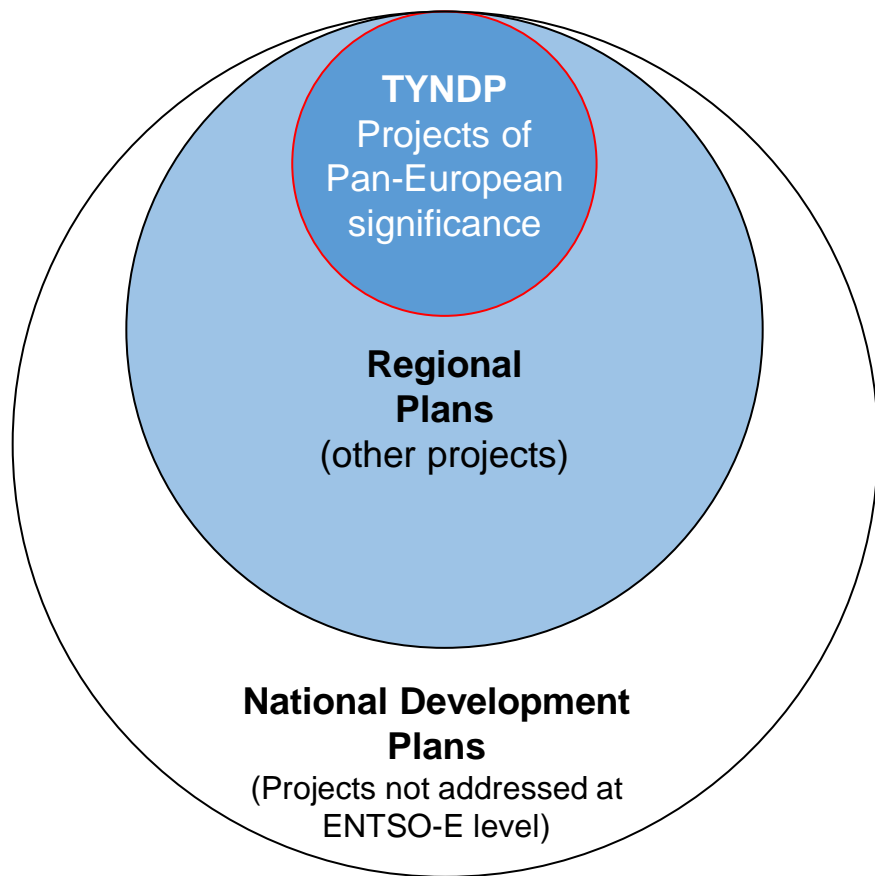 TYNDP
Projects of
Pan-European
significance
Regional
Plans
(other projects)
National Development
Plans
(Projects not addressed at
ENTSO-E level)